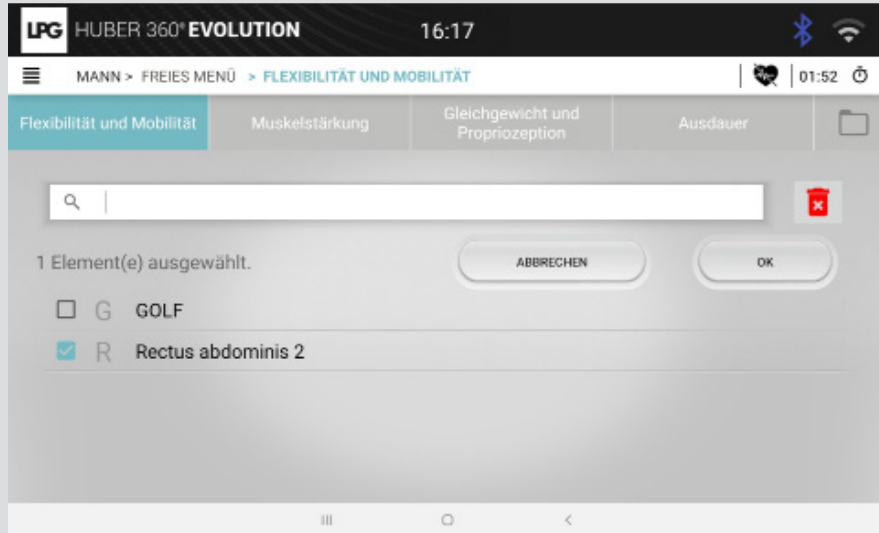 LPG HUBER 360° EVOLUTION 16:17
MANN > FREIES MENÜ > FLEXIBILITÄT UND MOBILITÄT 01:52
Flexibilität und Mobilität
Muskelstärkung
Gleichgewicht und
Propriozeption
Ausdauer
1 Element(e) ausgewählt.
ABBRECHEN
OK
G GOLF
R Rectus abdominis 2